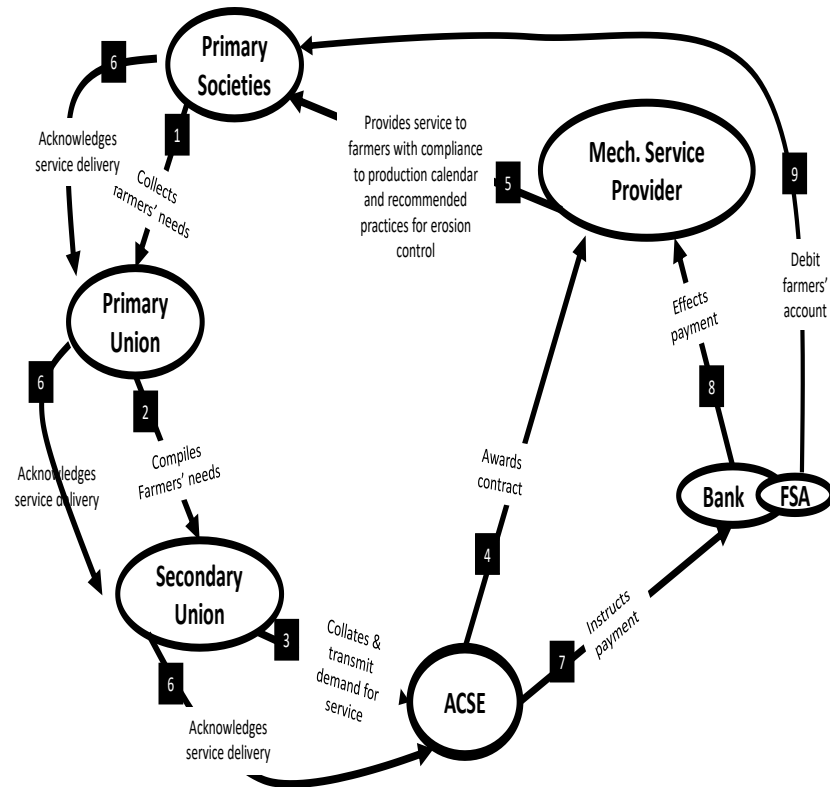 Primary
Societies
6
1
Acknowledges
service delivery
Collects
farmers' needs
Provides service to
farmers with compliance
to production calendar
and recommended
practices for erosion
control
5
Mech. Service
Provider
9
Debit
farmers'
account
Primary
Union
Effects
payment
8
6
2
Acknowledges
service delivery
Compiles
Farmers' needs
Awards
contract
4
Bank
FSA
Secondary
Union
3
Collates &
transmit
demand for
service
6
Acknowledges
service delivery
ACSE
7
Instructs
payment